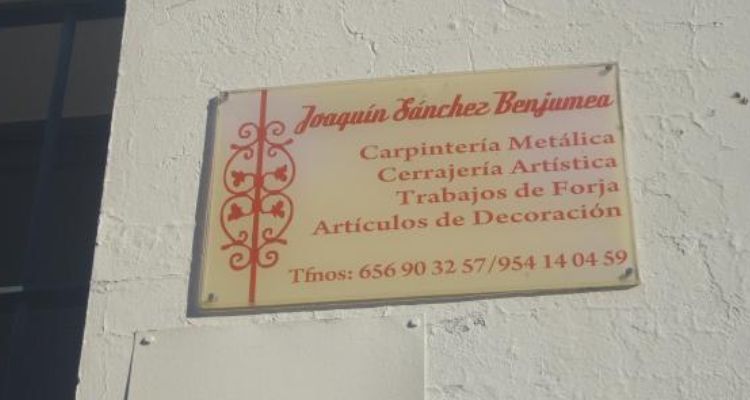 Joaquín Sánchez Benjumea
Carpintería Metálica
Cerrajería Artística
Trabajos de Forja
Artículos de Decoración
Tfnos: 656 90 32 57/954 14 04 59